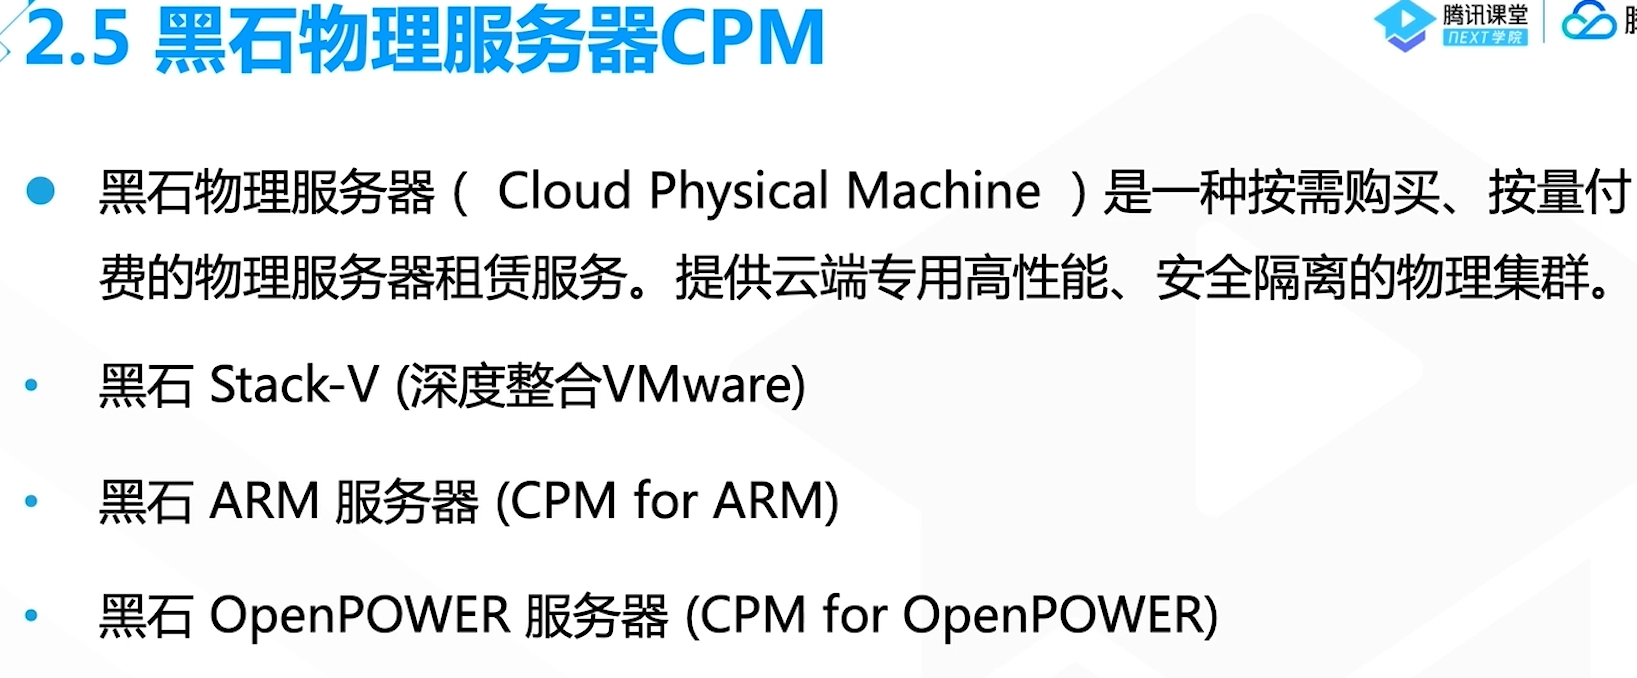 2.5 黑石物理服务器CPM
腾讯课堂
NEXT学院
黑石物理服务器（ Cloud Physical Machine ）是一种按需购买、按量付
费的物理服务器租赁服务。提供云端专用高性能、安全隔离的物理集群。
黑石 Stack-V (深度整合VMware)
黑石 ARM 服务器 (CPM for ARM)
黑石 OpenPOWER 服务器 (CPM for OpenPOWER)